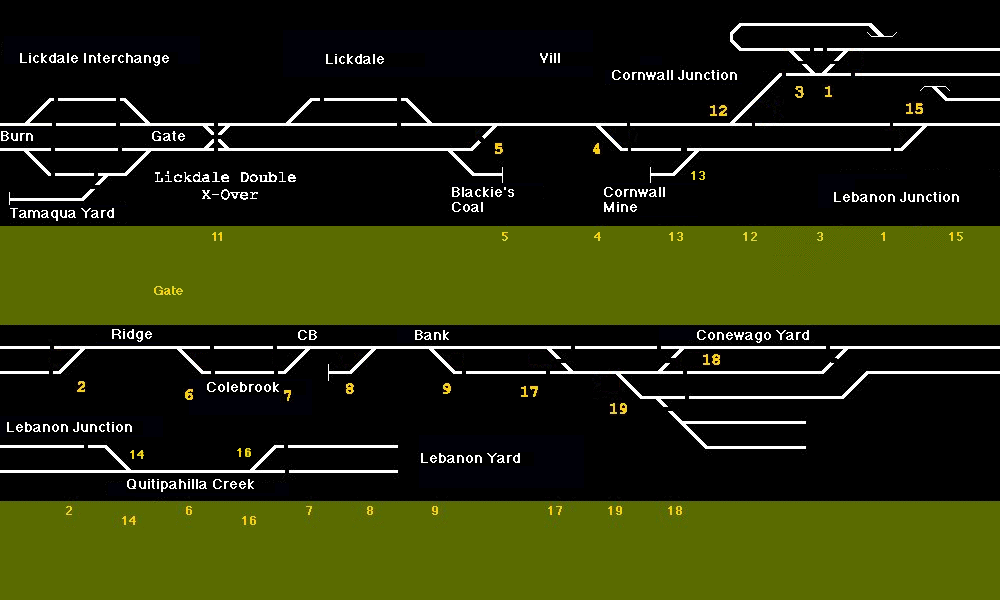 Lickdale Interchange
Lickdale
Vill
Cornwall Junction
3 1
12
15
Burn
Gate
5
4
Lickdale Double
X-Over
13
Blackie's
Coal
Cornwall
Mine
Lebanon Junction
Tamaqua Yard
11 5 4 13 12 3 1 15
Gate
Ridge
CB
Bank
Conewago Yard
18
2
6
Colebrook
7
8
9
17
19
Lebanon Junction
14
16
Lebanon Yard
Quitipahilla Creek
2 14 6 16 7 8 9 17 19 18